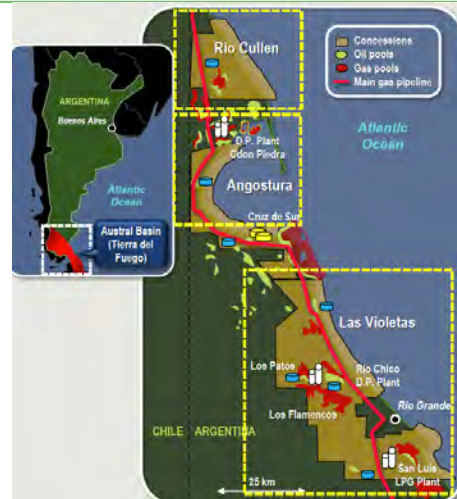 ARGENTINA
Buenos Aires
Atlantic
Ocean
Austral Basin
(Tierra del
Fuego)
Rio Cullen
Concessions
Oil pools
Gas pools
Main gas pipeline
Atlantic
Ocean
D.P. Plant
Cdon Piedra
Angostura
Cruz de Sur
Las Violetas
Los Patos
Rio Chico
D.P. Plant
Los Flamencos
Rio Grande
CHILE
ARGENTINA
San Luis
LPG Plant
25 km